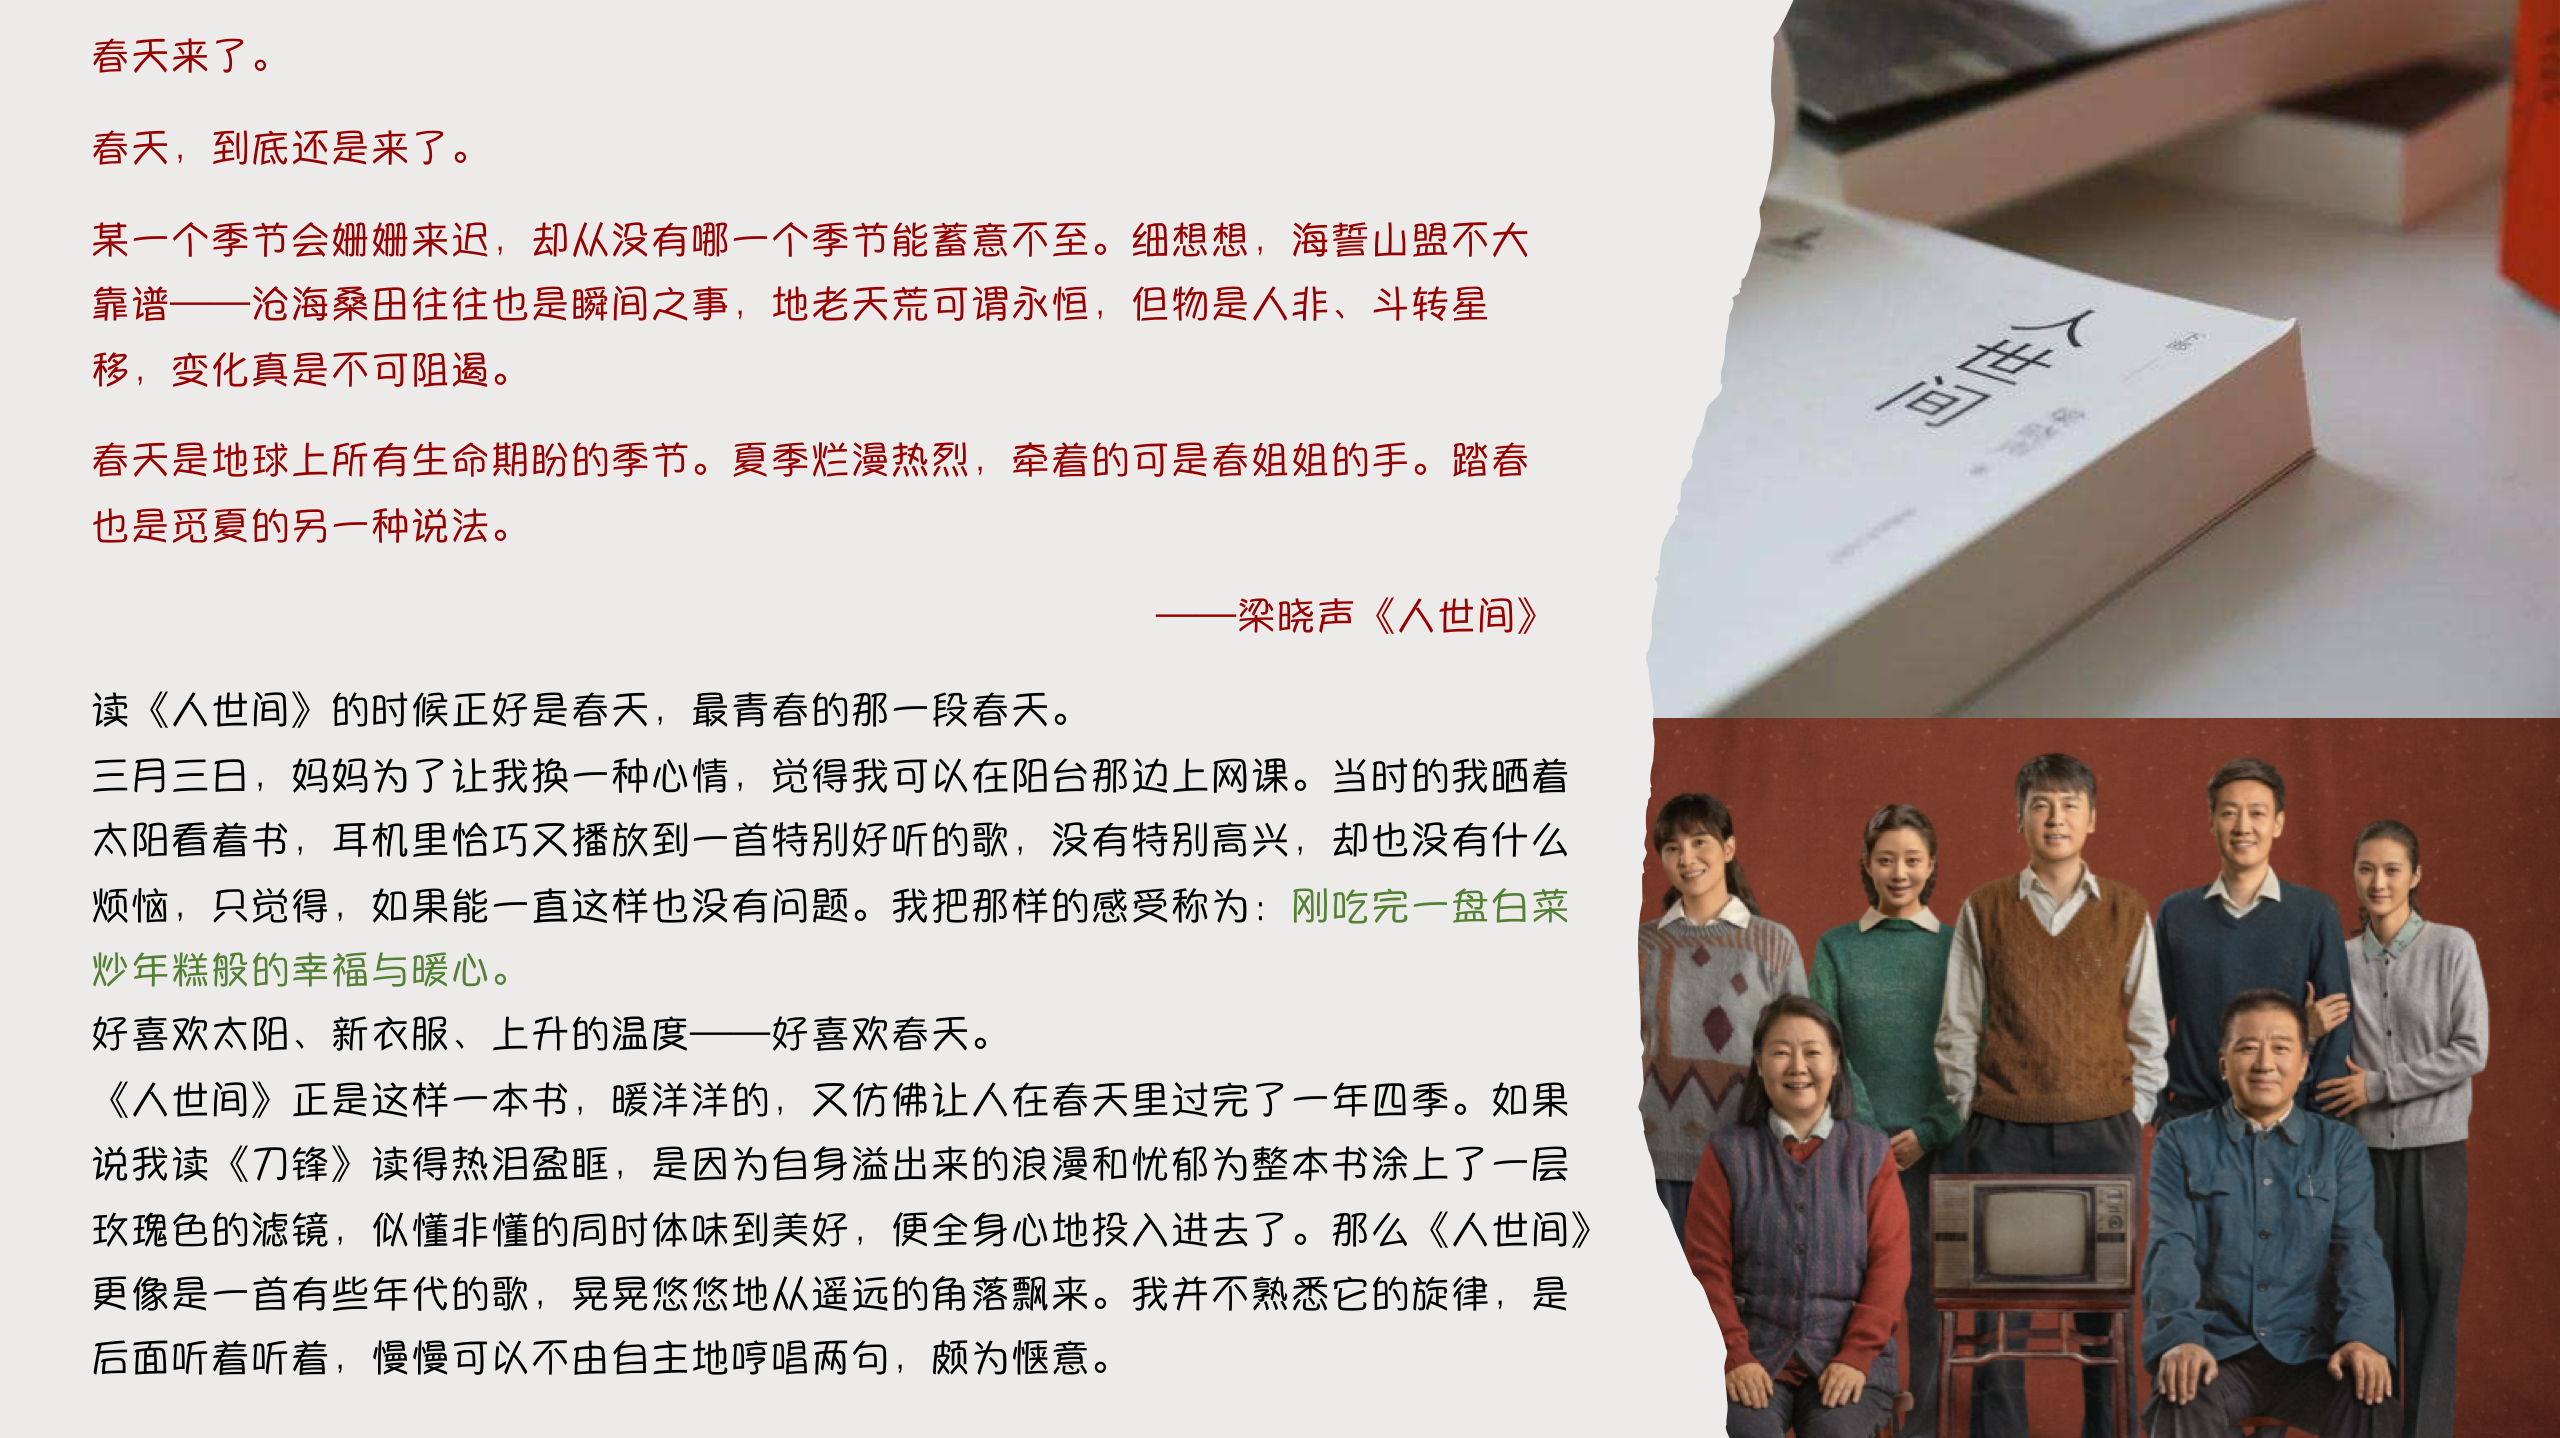 春天来了。
春天，到底还是来了。
某一个季节会姗姗来迟，却从没有哪一个季节能蓄意不至。细想想，海誓山盟不大
靠谱——沧海桑田往往也是瞬间之事，地老天荒可谓永恒，但物是人非、斗转星
移，变化真是不可阻遏。
春天是地球上所有生命期盼的季节。夏季烂漫热烈，牵着的可是春姐姐的手。踏春
也是觅夏的另一种说法。
——梁晓声《人世间》
读《人世间》的时候正好是春天，最青春的那一段春天。
三月三日，妈妈为了让我换一种心情，觉得我可以在阳台那边上网课。当时的我晒着
太阳看着书，耳机里恰巧又播放到一首特别好听的歌，没有特别高兴，却也没有什么
烦恼，只觉得，如果能一直这样也没有问题。我把那样的感受称为：刚吃完一盘白菜
炒年糕般的幸福与暖心。
好喜欢太阳、新衣服、上升的温度——好喜欢春天。
《人世间》正是这样一本书，暖洋洋的，又仿佛让人在春天里过完了一年四季。如果
说我读《刀锋》读得热泪盈眶，是因为自身溢出来的浪漫和忧郁为整本书涂上了一层
玫瑰色的滤镜，似懂非懂的同时体味到美好，便全身心地投入进去了。那么《人世间》
更像是一首有些年代的歌，晃晃悠悠地从遥远的角落飘来。我并不熟悉它的旋律，是
后面听着听着，慢慢可以不由自主地哼唱两句，颇为惬意。
人世间